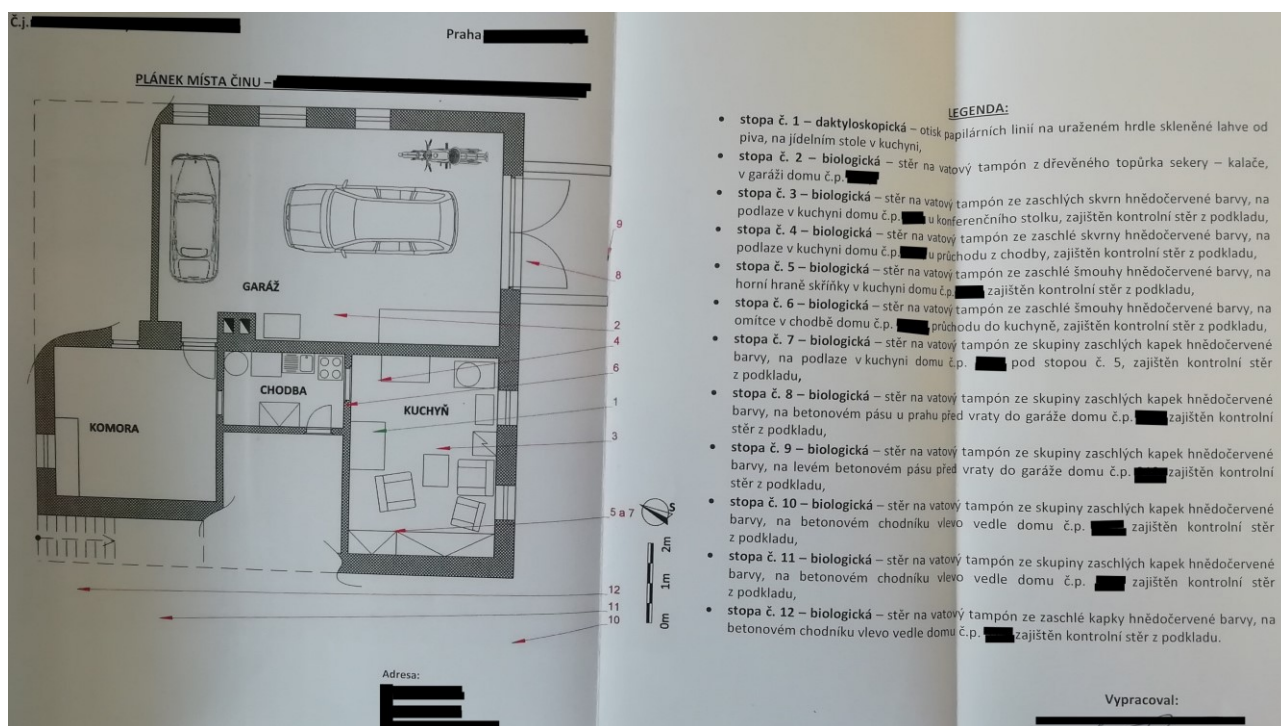 Č.j.
Praha
PLÁNEK MÍSTA ČINU –
GARÁŽ
CHODBA
KUCHYŇ
KOMORA
9
8
2
4
6
1
3
5 a 7
12
11
10
S
0m 1m 2m
Adresa:
LEGENDA:
• stopa č. 1 – daktyloskopická – otisk papilárních linií na uraženém hrdle skleněné lahve od
piva, na jídelním stole v kuchyni,
• stopa č. 2 – biologická – stěr na vatový tampón z dřevěného topůrka sekery – kalače,
v garáži domu č.p.
• stopa č. 3 – biologická – stěr na vatový tampón ze zaschlých skvrn hnědočervené barvy, na
podlaze v kuchyni domu č.p. u konferenčního stolku, zajištěn kontrolní stěr z podkladu,
• stopa č. 4 – biologická – stěr na vatový tampón ze zaschlé skvrny hnědočervené barvy, na
podlaze v kuchyni domu č.p. u průchodu z chodby, zajištěn kontrolní stěr z podkladu,
• stopa č. 5 – biologická – stěr na vatový tampón ze zaschlé šmouhy hnědočervené barvy, na
horní hraně skříňky v kuchyni domu č.p. zajištěn kontrolní stěr z podkladu,
• stopa č. 6 – biologická – stěr na vatový tampón ze zaschlé šmouhy hnědočervené barvy, na
omítce v chodbě domu č.p. průchodu do kuchyně, zajištěn kontrolní stěr z podkladu,
• stopa č. 7 – biologická – stěr na vatový tampón ze skupiny zaschlých kapek hnědočervené
barvy, na podlaze v kuchyni domu č.p. pod stopou č. 5, zajištěn kontrolní stěr
z podkladu,
• stopa č. 8 – biologická – stěr na vatový tampón ze skupiny zaschlých kapek hnědočervené
barvy, na betonovém pásu u prahu před vraty do garáže domu č.p. zajištěn kontrolní
stěr z podkladu,
• stopa č. 9 – biologická – stěr na vatový tampón ze skupiny zaschlých kapek hnědočervené
barvy, na levém betonovém pásu před vraty do garáže domu č.p. zajištěn kontrolní
stěr z podkladu,
• stopa č. 10 – biologická – stěr na vatový tampón ze skupiny zaschlých kapek hnědočervené
barvy, na betonovém chodníku vlevo vedle domu č.p. zajištěn kontrolní stěr
z podkladu,
• stopa č. 11 – biologická – stěr na vatový tampón ze skupiny zaschlých kapek hnědočervené
barvy, na betonovém chodníku vlevo vedle domu č.p. zajištěn kontrolní stěr
z podkladu,
• stopa č. 12 – biologická – stěr na vatový tampón ze zaschlé kapky hnědočervené barvy, na
betonovém chodníku vlevo vedle domu č.p. zajištěn kontrolní stěr z podkladu.
Vypracoval: